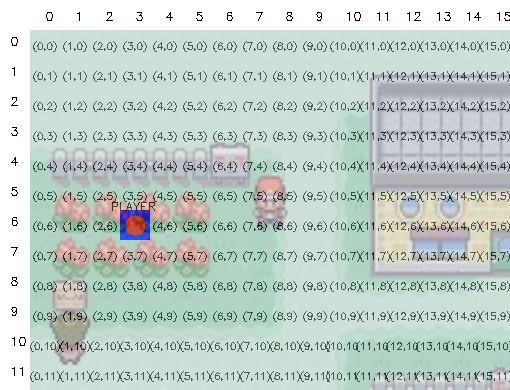 0 1 2 3 4 5 6 7 8 9 10 11 12 13 14 15
0 (0,0) (1,0) (2,0) (3,0) (4,0) (5,0) (6,0) (7,0) (8,0) (9,0) (10,0) (11,0) (12,0) (13,0) (14,0) (15,0)
1 (0,1) (1,1) (2,1) (3,1) (4,1) (5,1) (6,1) (7,1) (8,1) (9,1) (10,1) (11,1) (12,1) (13,1) (14,1) (15,1)
2 (0,2) (1,2) (2,2) (3,2) (4,2) (5,2) (6,2) (7,2) (8,2) (9,2) (10,2) (11,2) (12,2) (13,2) (14,2) (15,2)
3 (0,3) (1,3) (2,3) (3,3) (4,3) (5,3) (6,3) (7,3) (8,3) (9,3) (10,3) (11,3) (12,3) (13,3) (14,3) (15,3)
4 (0,4) (1,4) (2,4) (3,4) (4,4) (5,4) (6,4) (7,4) (8,4) (9,4) (10,4) (11,4) (12,4) (13,4) (14,4) (15,4)
5 (0,5) (1,5) (2,5) (3,5) (4,5) (5,5) (6,5) (7,5) (8,5) (9,5) (10,5) (11,5) (12,5) (13,5) (14,5) (15,5)
PLAYER
6 (0,6) (1,6) (2,6) (4,6) (5,6) (6,6) (7,6) (8,6) (9,6) (10,6) (11,6) (12,6) (13,6) (14,6) (15,6)
7 (0,7) (1,7) (2,7) (3,7) (4,7) (5,7) (6,7) (7,7) (8,7) (9,7) (10,7) (11,7) (12,7) (13,7) (14,7) (15,7)
8 (0,8) (1,8) (2,8) (3,8) (4,8) (5,8) (6,8) (7,8) (8,8) (9,8) (10,8) (11,8) (12,8) (13,8) (14,8) (15,8)
9 (0,9) (1,9) (2,9) (3,9) (4,9) (5,9) (6,9) (7,9) (8,9) (9,9) (10,9) (11,9) (12,9) (13,9) (14,9) (15,9)
10 (0,10) (1,10) (2,10) (3,10) (4,10) (5,10) (6,10) (7,10) (8,10) (9,10) (10,10) (11,10) (12,10) (13,10) (14,10) (15,10)
11 (0,11) (1,11) (2,11) (3,11) (4,11) (5,11) (6,11) (7,11) (8,11) (9,11) (10,11) (11,11) (12,11) (13,11) (14,11) (15,11)